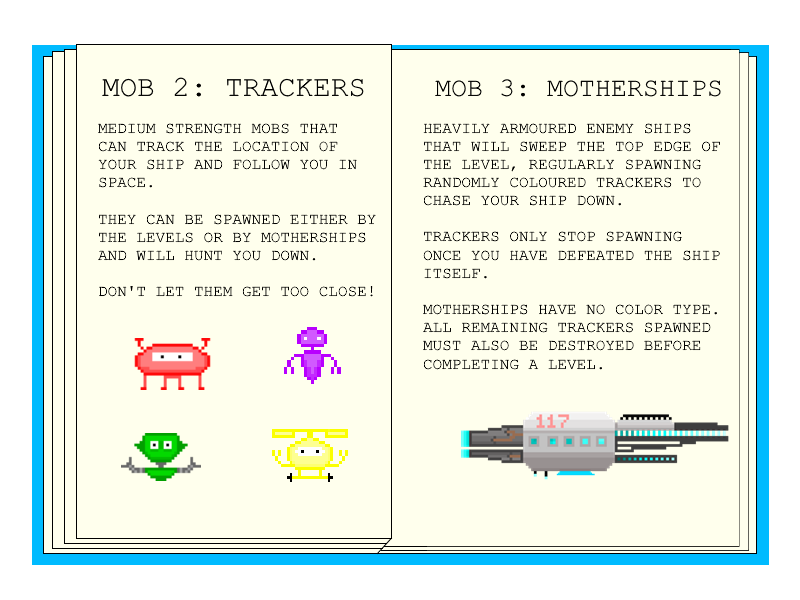 MOB 2: TRACKERS
MEDIUM STRENGTH MOBS THAT
CAN TRACK THE LOCATION OF
YOUR SHIP AND FOLLOW YOU IN
SPACE.
THEY CAN BE SPAWNED EITHER BY
THE LEVELS OR BY MOTHERSHIPS
AND WILL HUNT YOU DOWN.
DON'T LET THEM GET TOO CLOSE!
MOB 3: MOTHERSHIPS
HEAVILY ARMOURED ENEMY SHIPS
THAT WILL SWEEP THE TOP EDGE OF
THE LEVEL, REGULARLY SPAWNING
RANDOMLY COLOURED TRACKERS TO
CHASE YOUR SHIP DOWN.
TRACKERS ONLY STOP SPAWNING
ONCE YOU HAVE DEFEATED THE SHIP
ITSELF.
MOTHERSHIPS HAVE NO COLOR TYPE.
ALL REMAINING TRACKERS SPAWNED
MUST ALSO BE DESTROYED BEFORE
COMPLETING A LEVEL.
117